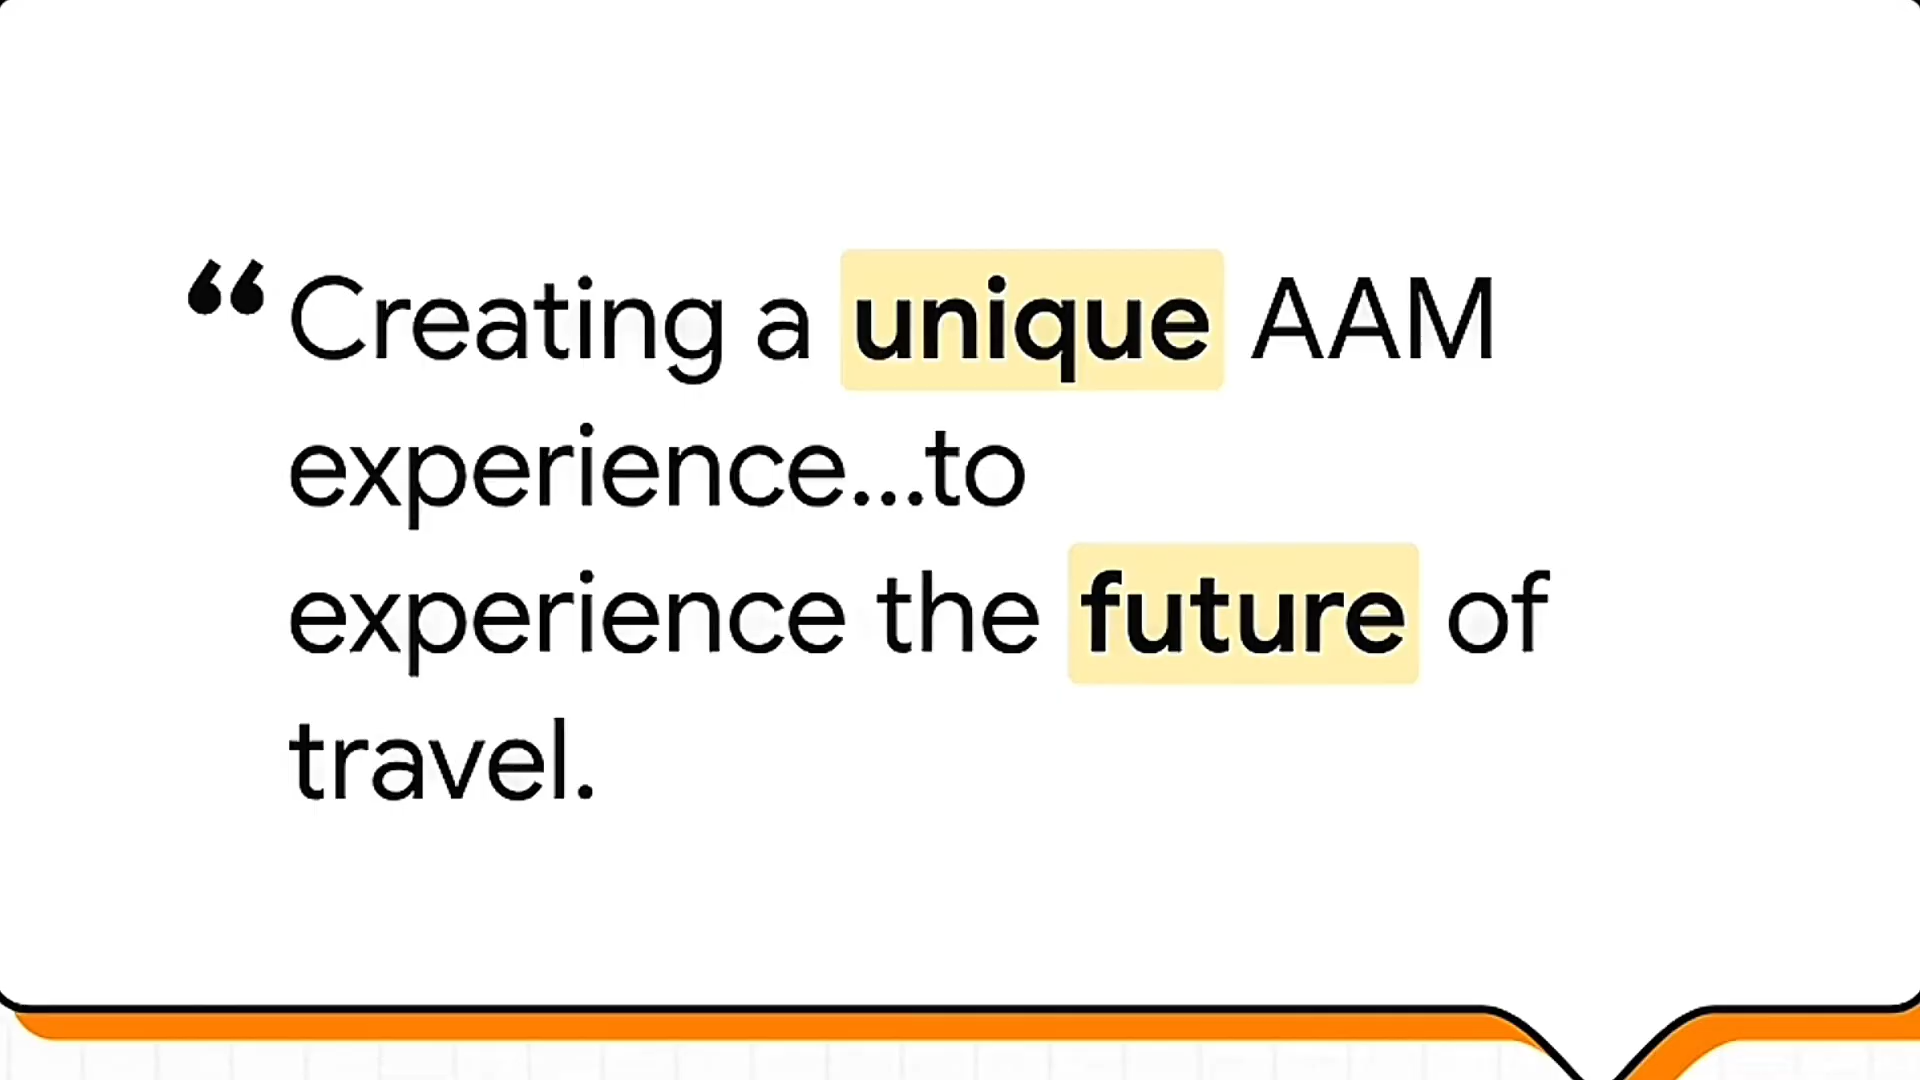 “Creating a unique AAM
experience...to
experience the future of
travel.